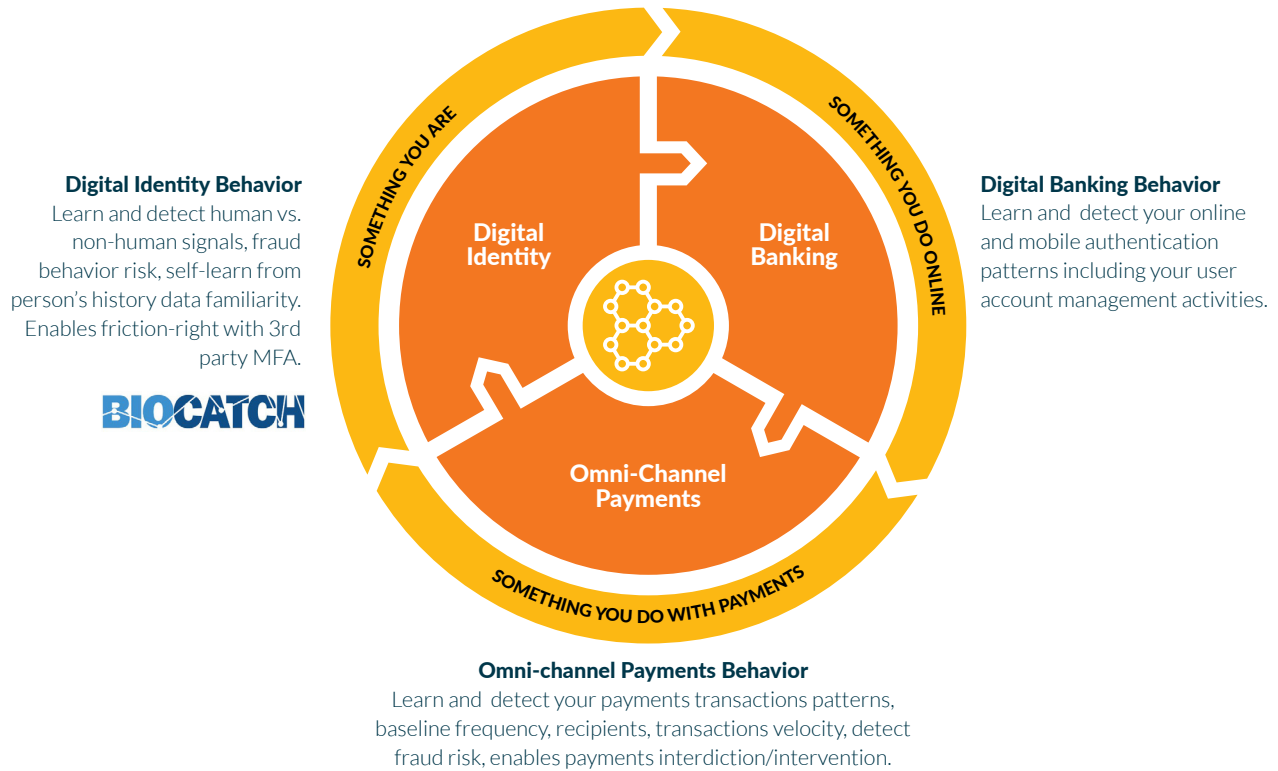 SOMETHING YOU ARE
SOMETHING YOU DO ONLINE
SOMETHING YOU DO WITH PAYMENTS
Digital
Identity
Digital
Banking
Omni-Channel
Payments
Digital Identity Behavior
Learn and detect human vs.
non-human signals, fraud
behavior risk, self-learn from
person’s history data familiarity.
Enables friction-right with 3rd
party MFA.
BIOCATCH
Digital Banking Behavior
Learn and detect your online
and mobile authentication
patterns including your user
account management activities.
Omni-channel Payments Behavior
Learn and detect your payments transactions patterns,
baseline frequency, recipients, transactions velocity, detect
fraud risk, enables payments interdiction/intervention.